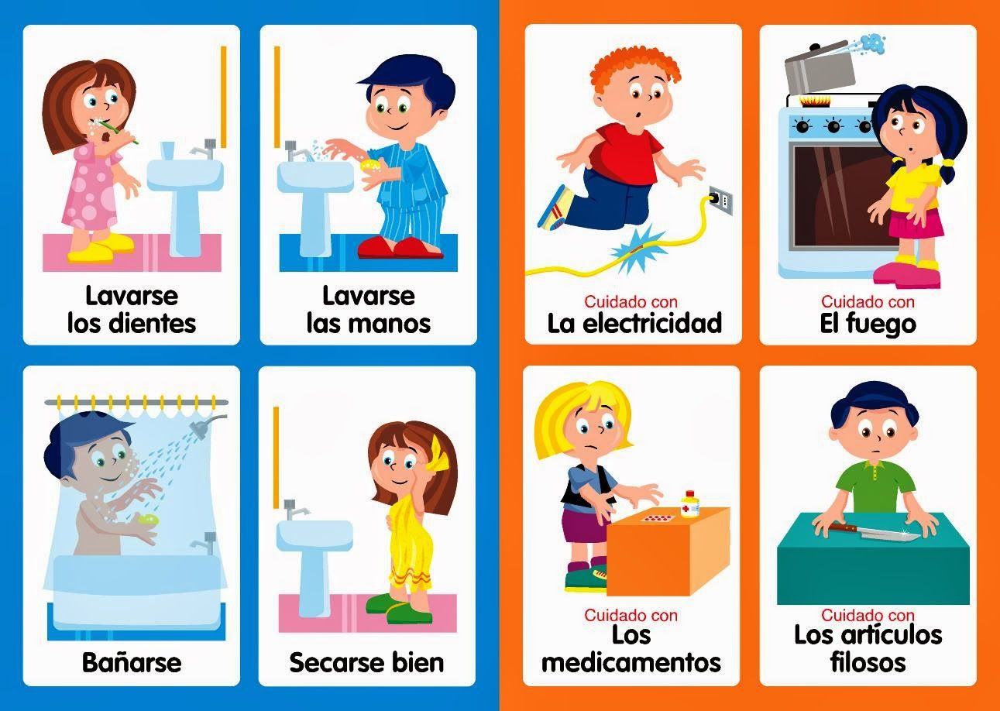 Lavarse
los dientes
Lavarse
las manos
Cuidado con
La electricidad
Cuidado con
El fuego
Bañarse
Secarse bien
Cuidado con
Los
medicamentos
Cuidado con
Los artículos
filosos